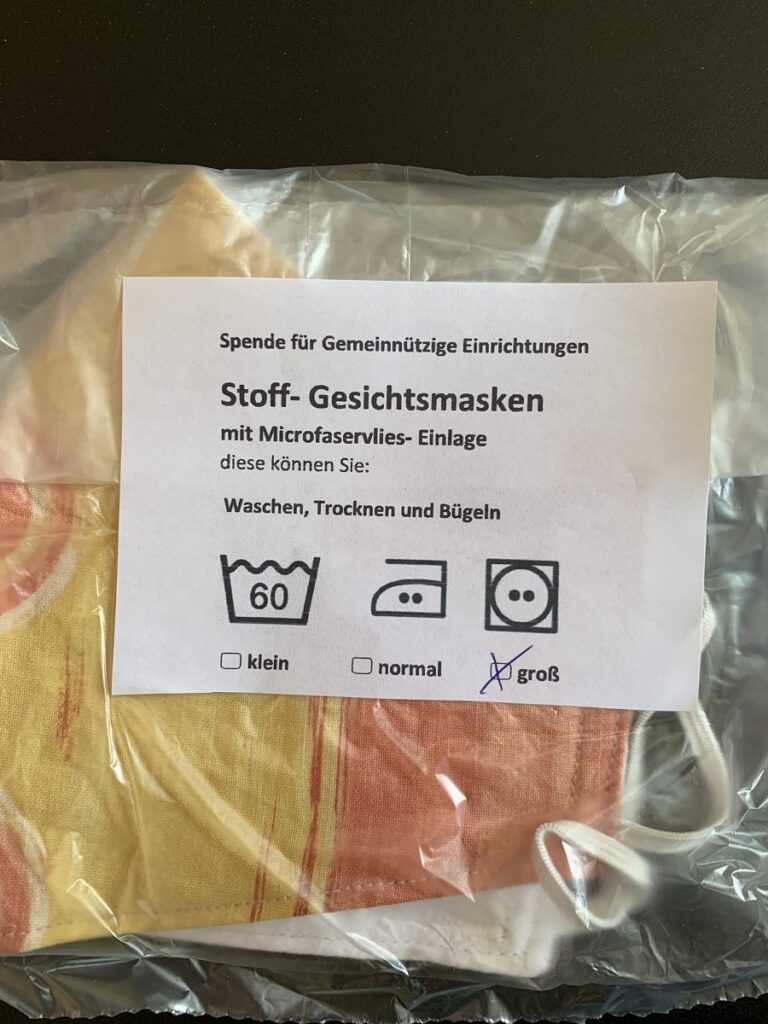 Spende für Gemeinnützige Einrichtungen
Stoff- Gesichtsmasken
mit Microfaservlies- Einlage
diese können Sie:
Waschen, Trocknen und Bügeln
60
klein normal groß